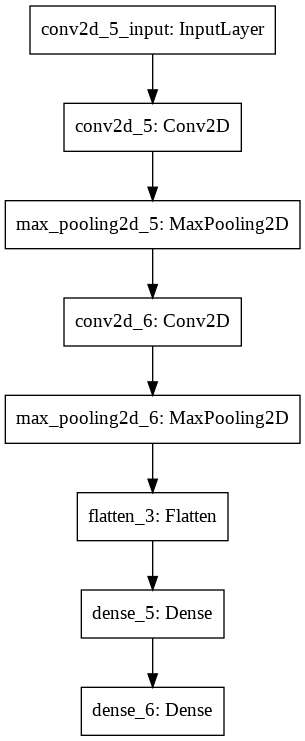 conv2d_5_input: InputLayer
conv2d_5: Conv2D
max_pooling2d_5: MaxPooling2D
conv2d_6: Conv2D
max_pooling2d_6: MaxPooling2D
flatten_3: Flatten
dense_5: Dense
dense_6: Dense